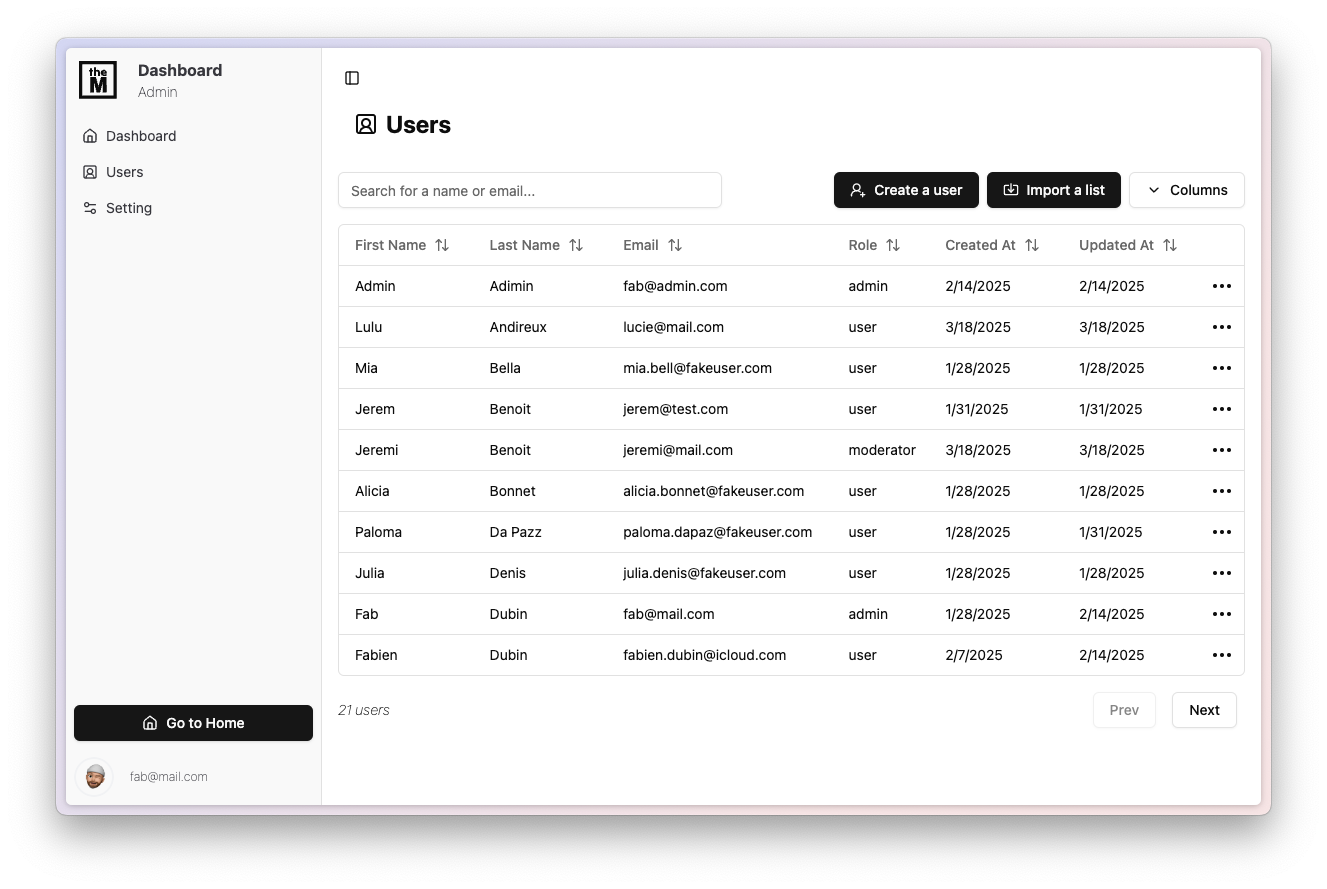 the
M
Dashboard
Admin
Dashboard
Users
Setting
Go to Home
fab@mail.com
Users
Search for a name or email...
Create a user
Import a list
Columns
First Name Last Name Email Role Created At Updated At
Admin Adimin fab@admin.com admin 2/14/2025 2/14/2025
Lulu Andireux lucie@mail.com user 3/18/2025 3/18/2025
Mia Bella mia.bell@fakeuser.com user 1/28/2025 1/28/2025
Jerem Benoit jerem@test.com user 1/31/2025 1/31/2025
Jeremi Benoit jeremi@mail.com moderator 3/18/2025 3/18/2025
Alicia Bonnet alicia.bonnet@fakeuser.com user 1/28/2025 1/28/2025
Paloma Da Pazz paloma.dapaz@fakeuser.com user 1/28/2025 1/31/2025
Julia Denis julia.denis@fakeuser.com user 1/28/2025 1/28/2025
Fab Dubin fab@mail.com admin 1/28/2025 2/14/2025
Fabien Dubin fabien.dubin@icloud.com user 2/7/2025 2/14/2025
21 users
Prev
Next